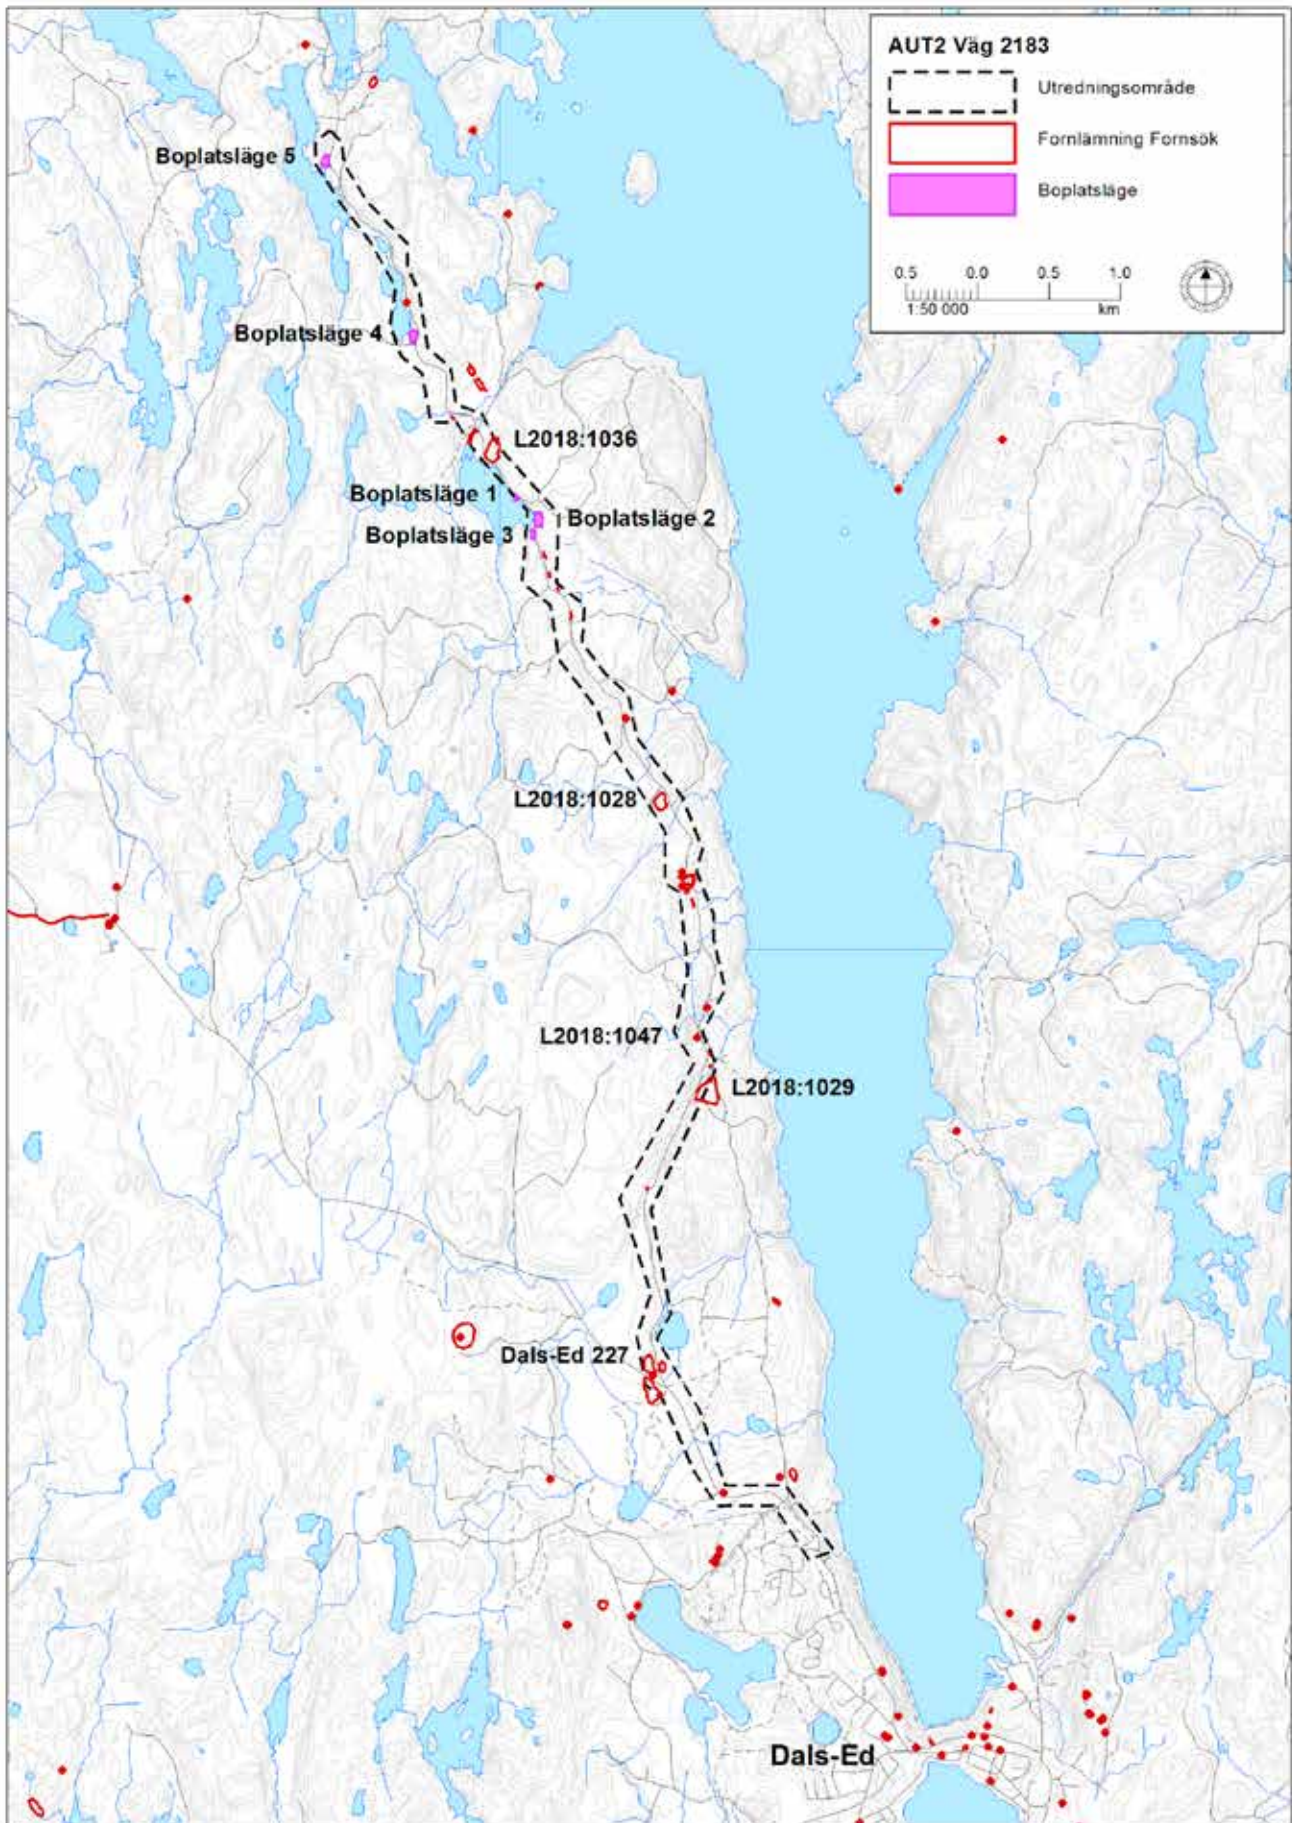 AUT2 Väg 2183
Utredningsområde
Fornlämning Fornsök
Boplatsläge
0.5 0.0 0.5 1.0
1:50 000 km
Boplatsläge 5
Boplatsläge 4
L2018:1036
Boplatsläge 1
Boplatsläge 2
Boplatsläge 3
L2018:1028
L2018:1047
L2018:1029
Dals-Ed 227
Dals-Ed